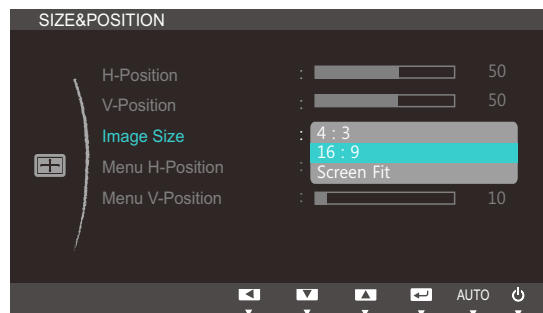 SIZE&POSITION
H-Position : 50
V-Position : 50
Image Size : 4 : 3
16 : 9
Screen Fit
Menu H-Position :
Menu V-Position : 10
AUTO